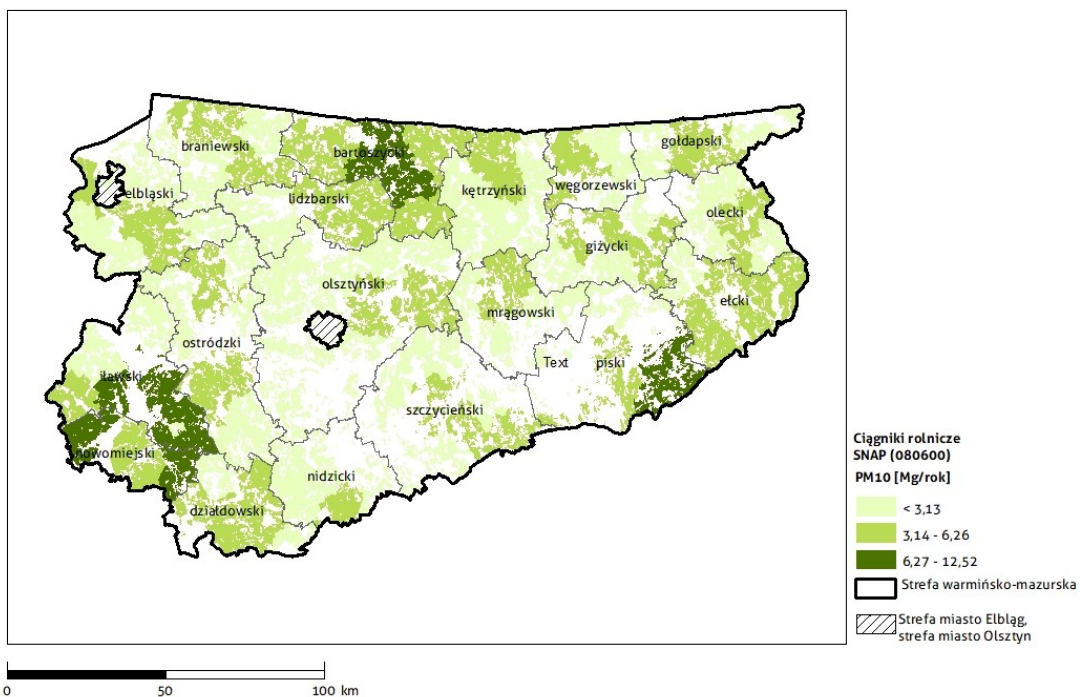 braniewski
bartoszycki
gołdapski
elbląski
lidzbarski
kętrzyński
węgorzewski
olecki
giżycki
olsztyński
ełcki
mrągowski
ostródzki
Text
piski
iławski
szczycieński
nowomiejski
nidzicki
działdowski
Ciągniki rolnicze
SNAP (080600)
PM10 [Mg/rok]
< 3,13
3,14 - 6,26
6,27 - 12,52
Strefa warmińsko-mazurska
Strefa miasto Elbląg,
strefa miasto Olsztyn
0 50 100 km